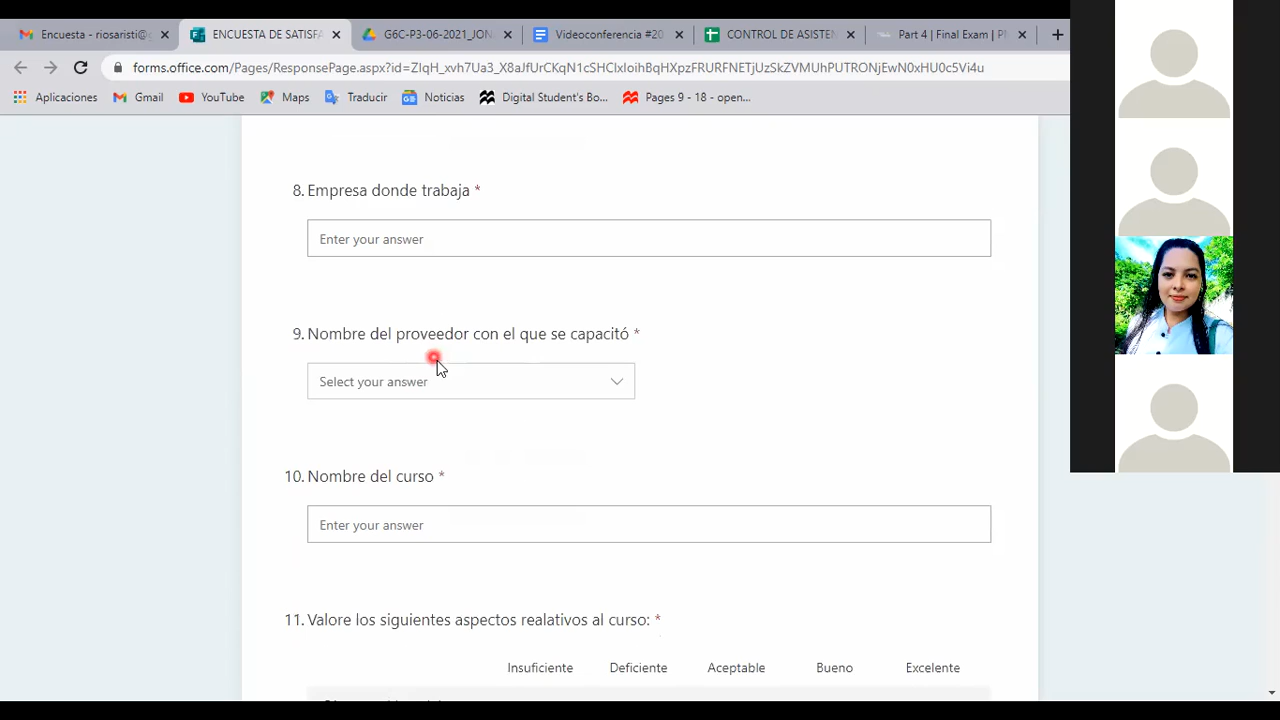 Encuesta - riosaristi@
ENCUESTA DE SATISFA
G6C-P3-06-2021_JON
Videoconferencia #20
CONTROL DE ASISTEN
Part 4 | Final Exam | P
forms.office.com/Pages/ResponsePage.aspx?id=ZIqH_xvh7Ua3_X8aJfUrCKqN1cSHClxIoihBqHXpzFRURFNETjUzSkZVMUhPUTRONjEwN0xHU0c5Vi4u
Aplicaciones Gmail YouTube Maps Traducir Noticias Digital Student's Bo... Pages 9 - 18 - open...
8. Empresa donde trabaja *
Enter your answer
9. Nombre del proveedor con el que se capacitó *
Select your answer
10. Nombre del curso *
Enter your answer
11. Valore los siguientes aspectos realativos al curso: *
Insuficiente Deficiente Aceptable Bueno Excelente